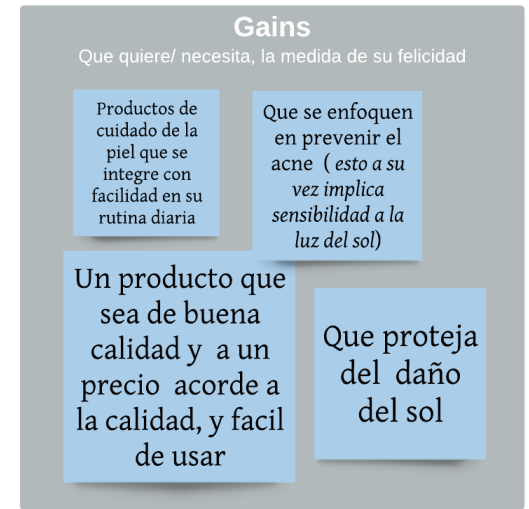 Gains
Que quiere/ necesita, la medida de su felicidad
Productos de
cuidado de la
piel que se
integre con
facilidad en su
rutina diaria
Que se enfoquen
en prevenir el
acne ( esto a su
vez implica
sensibilidad a la
luz del sol)
Un producto que
sea de buena
calidad y a un
precio acorde a
la calidad, y facil
de usar
Que proteja
del daño
del sol